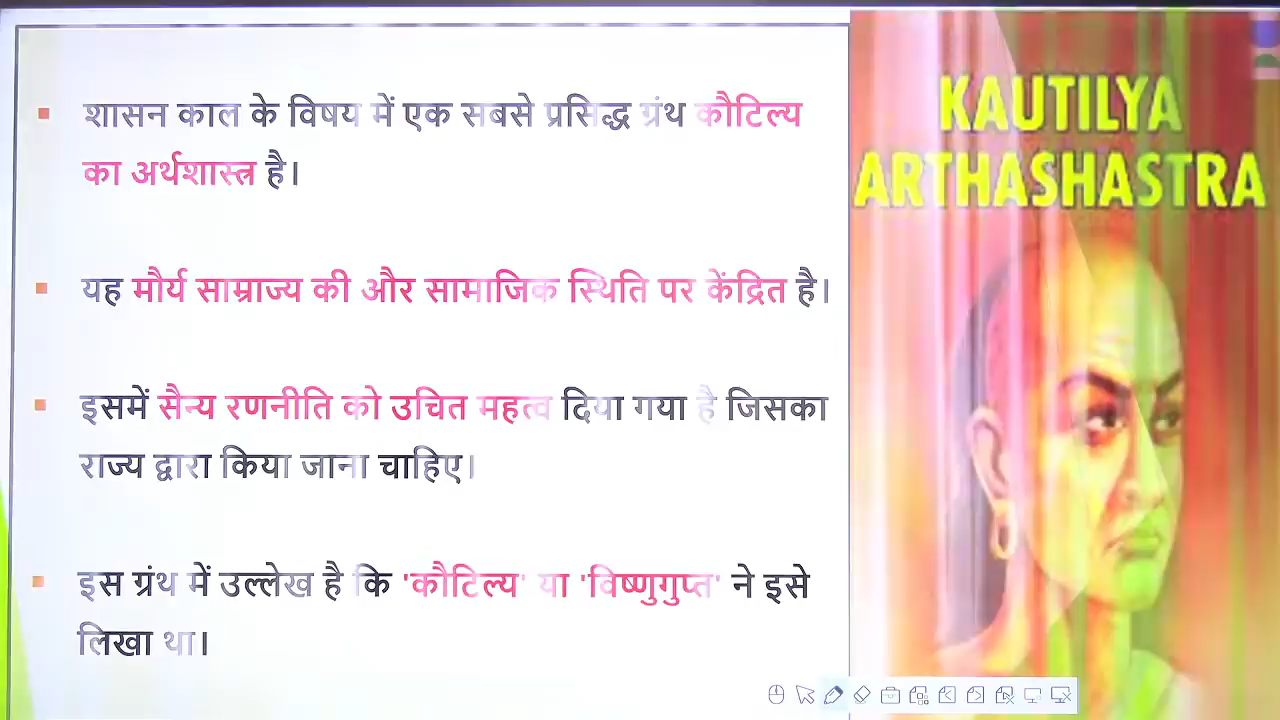 शासन काल के विषय में एक सबसे प्रसिद्ध ग्रंथ कौटिल्य
का अर्थशास्त्र है।
यह मौर्य साम्राज्य की और सामाजिक स्थिति पर केंद्रित है।
इसमें सैन्य रणनीति को उचित महत्व दिया गया है जिसका
राज्य द्वारा किया जाना चाहिए।
इस ग्रंथ में उल्लेख है कि 'कौटिल्य' या 'विष्णुगुप्त' ने इसे
लिखा था।
KAUTILYA
ARTHASHASTRA